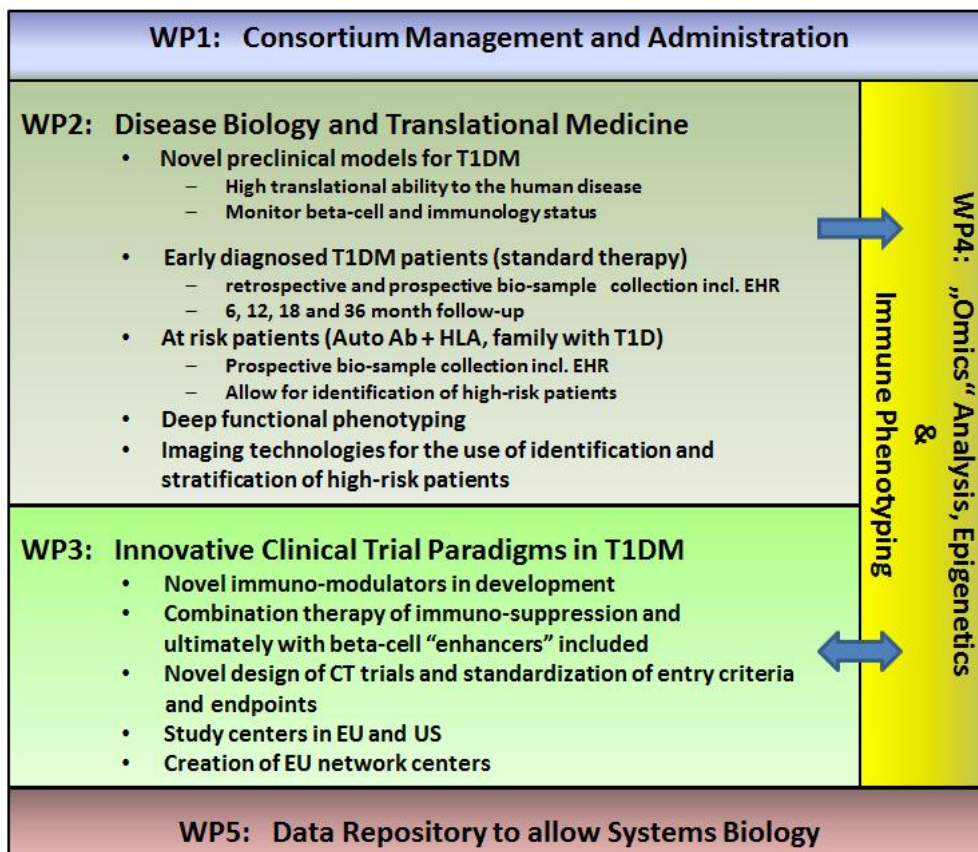 WP1: Consortium Management and Administration
WP2: Disease Biology and Translational Medicine
• Novel preclinical models for T1DM
– High translational ability to the human disease
– Monitor beta-cell and immunology status
• Early diagnosed T1DM patients (standard therapy)
– retrospective and prospective bio-sample collection incl. EHR
– 6, 12, 18 and 36 month follow-up
• At risk patients (Auto Ab + HLA, family with T1D)
– Prospective bio-sample collection incl. EHR
– Allow for identification of high-risk patients
• Deep functional phenotyping
• Imaging technologies for the use of identification and
stratification of high-risk patients
WP3: Innovative Clinical Trial Paradigms in T1DM
• Novel immuno-modulators in development
• Combination therapy of immuno-suppression and
ultimately with beta-cell “enhancers” included
• Novel design of CT trials and standardization of entry criteria
and endpoints
• Study centers in EU and US
• Creation of EU network centers
WP4: „Omics“ Analysis, Epigenetics
&
Immune Phenotyping
WP5: Data Repository to allow Systems Biology